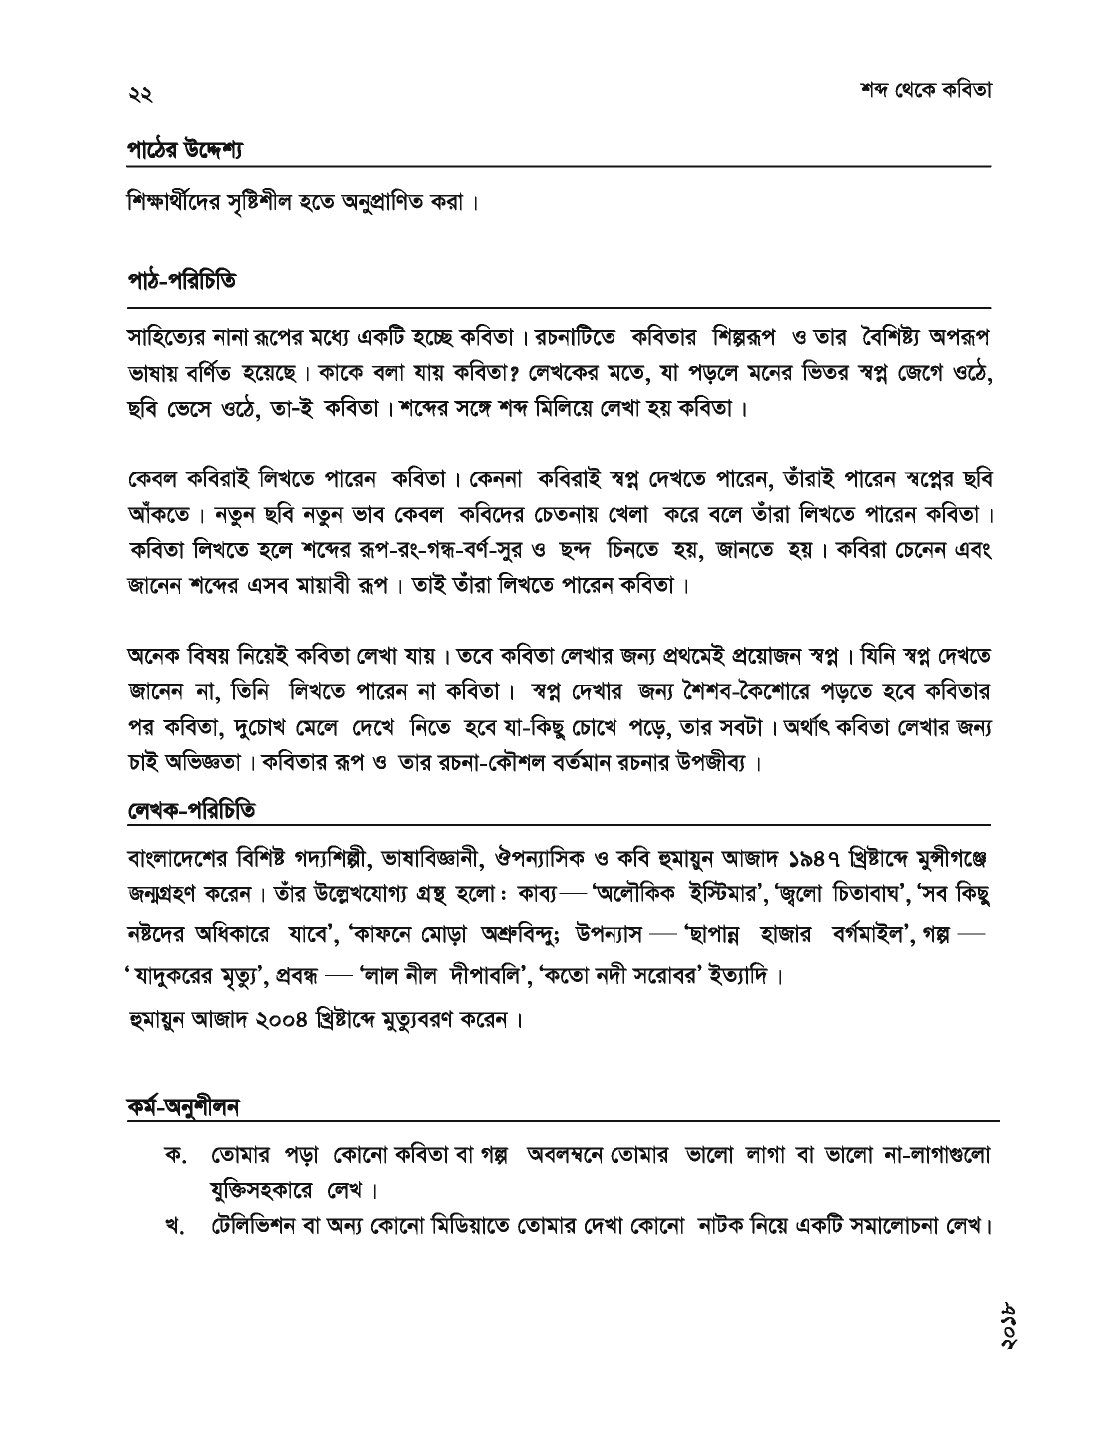 ২২
শব্দ থেকে কবিতা
পাঠের উদ্দেশ্য
শিক্ষার্থীদের সৃষ্টিশীল হতে অনুপ্রাণিত করা।
পাঠ-পরিচিতি
সাহিত্যের নানা রূপের মধ্যে একটি হচ্ছে কবিতা। রচনাটিতে কবিতার শিল্পরূপ ও তার বৈশিষ্ট্য অপরূপ
ভাষায় বর্ণিত হয়েছে। কাকে বলা যায় কবিতা? লেখকের মতে, যা পড়লে মনের ভিতর স্বপ্ন জেগে ওঠে,
ছবি ভেসে ওঠে, তা-ই কবিতা। শব্দের সঙ্গে শব্দ মিলিয়ে লেখা হয় কবিতা।
কেবল কবিরাই লিখতে পারেন কবিতা। কেননা কবিরাই স্বপ্ন দেখতে পারেন, তাঁরাই পারেন স্বপ্নের ছবি
আঁকতে। নতুন ছবি নতুন ভাব কেবল কবিদের চেতনায় খেলা করে বলে তাঁরা লিখতে পারেন কবিতা।
কবিতা লিখতে হলে শব্দের রূপ-রং-গন্ধ-বর্ণ-সুর ও ছন্দ চিনতে হয়, জানতে হয়। কবিরা চেনেন এবং
জানেন শব্দের এসব মায়াবী রূপ। তাই তাঁরা লিখতে পারেন কবিতা।
অনেক বিষয় নিয়েই কবিতা লেখা যায়। তবে কবিতা লেখার জন্য প্রথমেই প্রয়োজন স্বপ্ন। যিনি স্বপ্ন দেখতে
জানেন না, তিনি লিখতে পারেন না কবিতা। স্বপ্ন দেখার জন্য শৈশব-কৈশোরে পড়তে হবে কবিতার
পর কবিতা, দুচোখ মেলে দেখে নিতে হবে যা-কিছু চোখে পড়ে, তার সবটা। অর্থাৎ কবিতা লেখার জন্য
চাই অভিজ্ঞতা। কবিতার রূপ ও তার রচনা-কৌশল বর্তমান রচনার উপজীব্য।
লেখক-পরিচিতি
বাংলাদেশের বিশিষ্ট গদ্যশিল্পী, ভাষাবিজ্ঞানী, ঔপন্যাসিক ও কবি হুমায়ুন আজাদ ১৯৪৭ খ্রিষ্টাব্দে মুন্সীগঞ্জে
জন্মগ্রহণ করেন। তাঁর উল্লেখযোগ্য গ্রন্থ হলো : কাব্য— ‘অলৌকিক ইস্টিমার’, ‘জ্বলো চিতাবাঘ’, ‘সব কিছু
নষ্টদের অধিকারে যাবে’, ‘কাফনে মোড়া অশ্রুবিন্দু; উপন্যাস — ‘ছাপান্ন হাজার বর্গমাইল’, গল্প —
‘ যাদুকরের মৃত্যু’, প্রবন্ধ — ‘লাল নীল দীপাবলি’, ‘কতো নদী সরোবর’ ইত্যাদি।
হুমায়ুন আজাদ ২০০৪ খ্রিষ্টাব্দে মৃত্যুবরণ করেন।
কর্ম-অনুশীলন
ক. তোমার পড়া কোনো কবিতা বা গল্প অবলম্বনে তোমার ভালো লাগা বা ভালো না-লাগাগুলো
যুক্তিসহকারে লেখ।
খ. টেলিভিশন বা অন্য কোনো মিডিয়াতে তোমার দেখা কোনো নাটক নিয়ে একটি সমালোচনা লেখ।
২০১৮